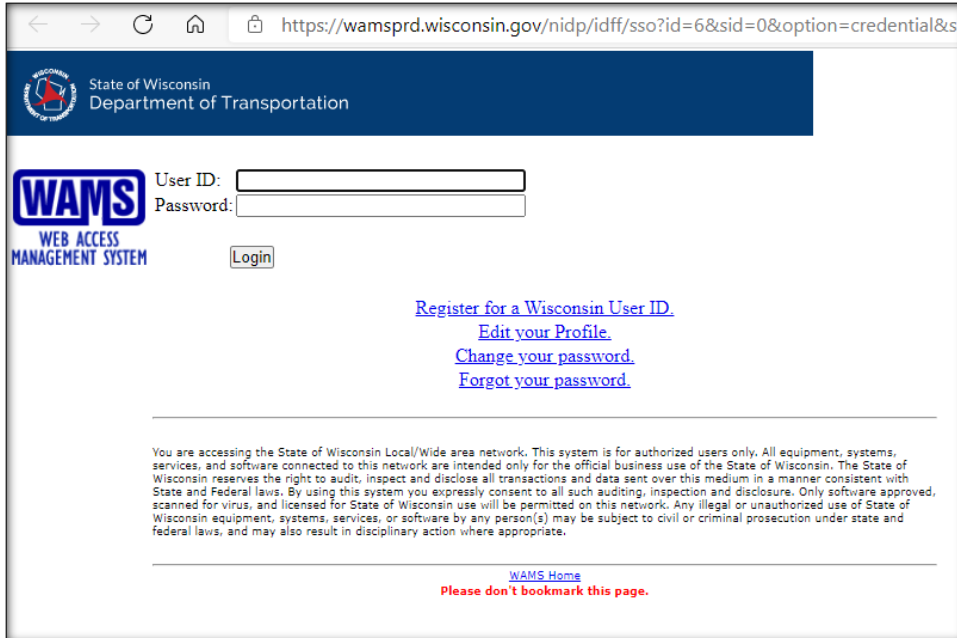 https://wamsprd.wisconsin.gov/nidp/idff/sso?id=6&sid=0&option=credential&s
WISCONSIN
DEPARTMENT OF TRANSPORTATION
State of Wisconsin
Department of Transportation
WAMS
WEB ACCESS
MANAGEMENT SYSTEM
User ID:
Password:
Login
Register for a Wisconsin User ID.
Edit your Profile.
Change your password.
Forgot your password.
You are accessing the State of Wisconsin Local/Wide area network. This system is for authorized users only. All equipment, systems,
services, and software connected to this network are intended only for the official business use of the State of Wisconsin. The State of
Wisconsin reserves the right to audit, inspect and disclose all transactions and data sent over this medium in a manner consistent with
State and Federal laws. By using this system you expressly consent to all such auditing, inspection and disclosure. Only software approved,
scanned for virus, and licensed for State of Wisconsin use will be permitted on this network. Any illegal or unauthorized use of State of
Wisconsin equipment, systems, services, or software by any person(s) may be subject to civil or criminal prosecution under state and
federal laws, and may also result in disciplinary action where appropriate.
WAMS Home
Please don't bookmark this page.